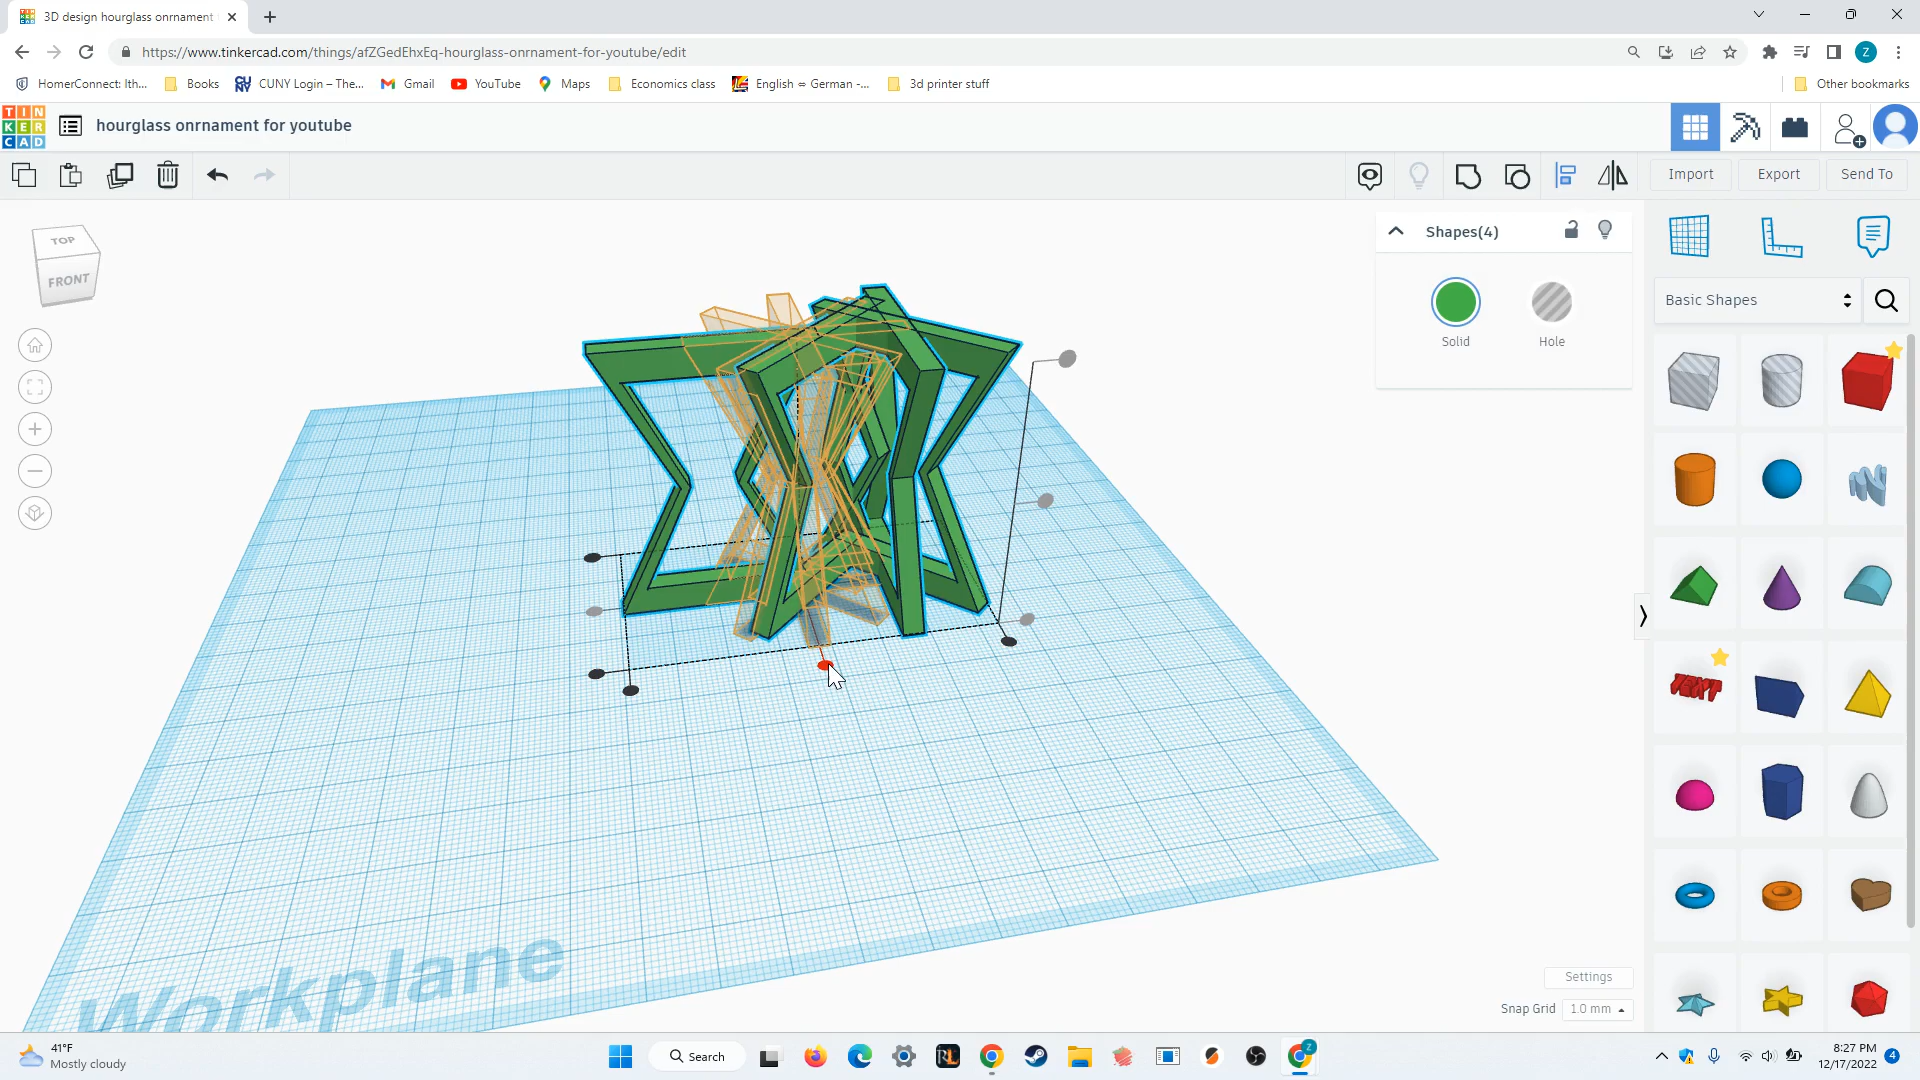 3D design hourglass onrnament
https://www.tinkercad.com/things/afZGedEhxEq-hourglass-onrnament-for-youtube/edit
Z
HomerConnect: Ith...
Books
CUNY Login – The...
Gmail
YouTube
Maps
Economics class
English ⇔ German -...
3d printer stuff
Other bookmarks
TIN
KER
CAD
hourglass onrnament for youtube
Import
Export
Send To
TOP
FRONT
Shapes(4)
Solid
Hole
Basic Shapes
TEXT
Workplane
Settings
Snap Grid
1.0 mm
41°F
Mostly cloudy
Search
RL
Z
8:27 PM
12/17/2022
4